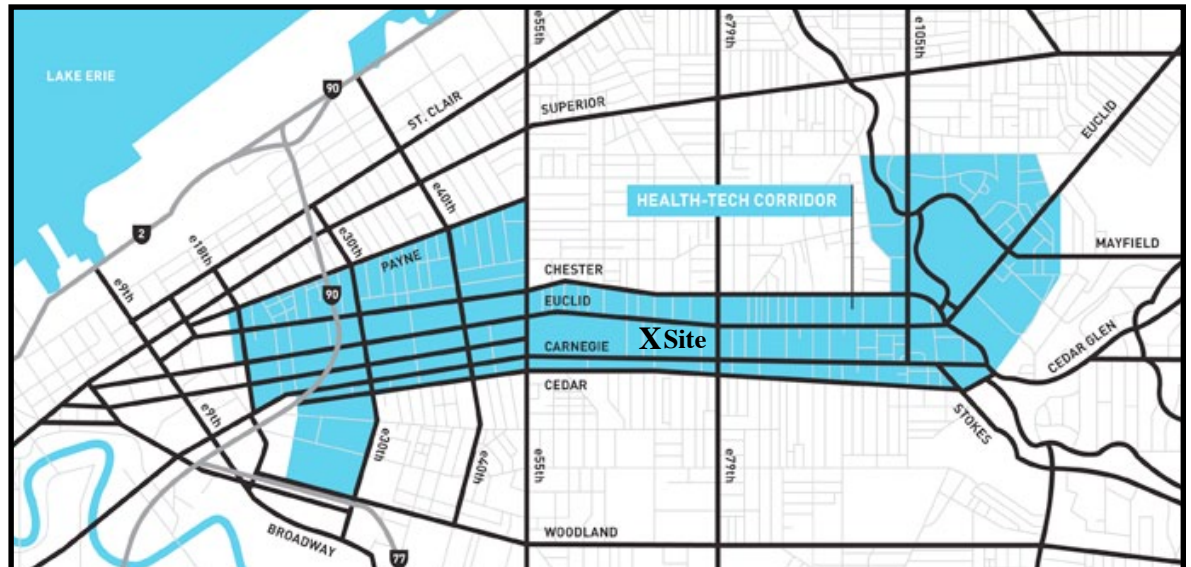 LAKE ERIE
90
ST. CLAIR
SUPERIOR
e55th
e79th
e105th
EUCLID
e40th
HEALTH-TECH CORRIDOR
2
e18th
e30th
PAYNE
MAYFIELD
e9th
90
CHESTER
EUCLID
X Site
CARNEGIE
CEDAR GLEN
CEDAR
e9th
e30th
e40th
e55th
e79th
STOKES
BROADWAY
WOODLAND
77